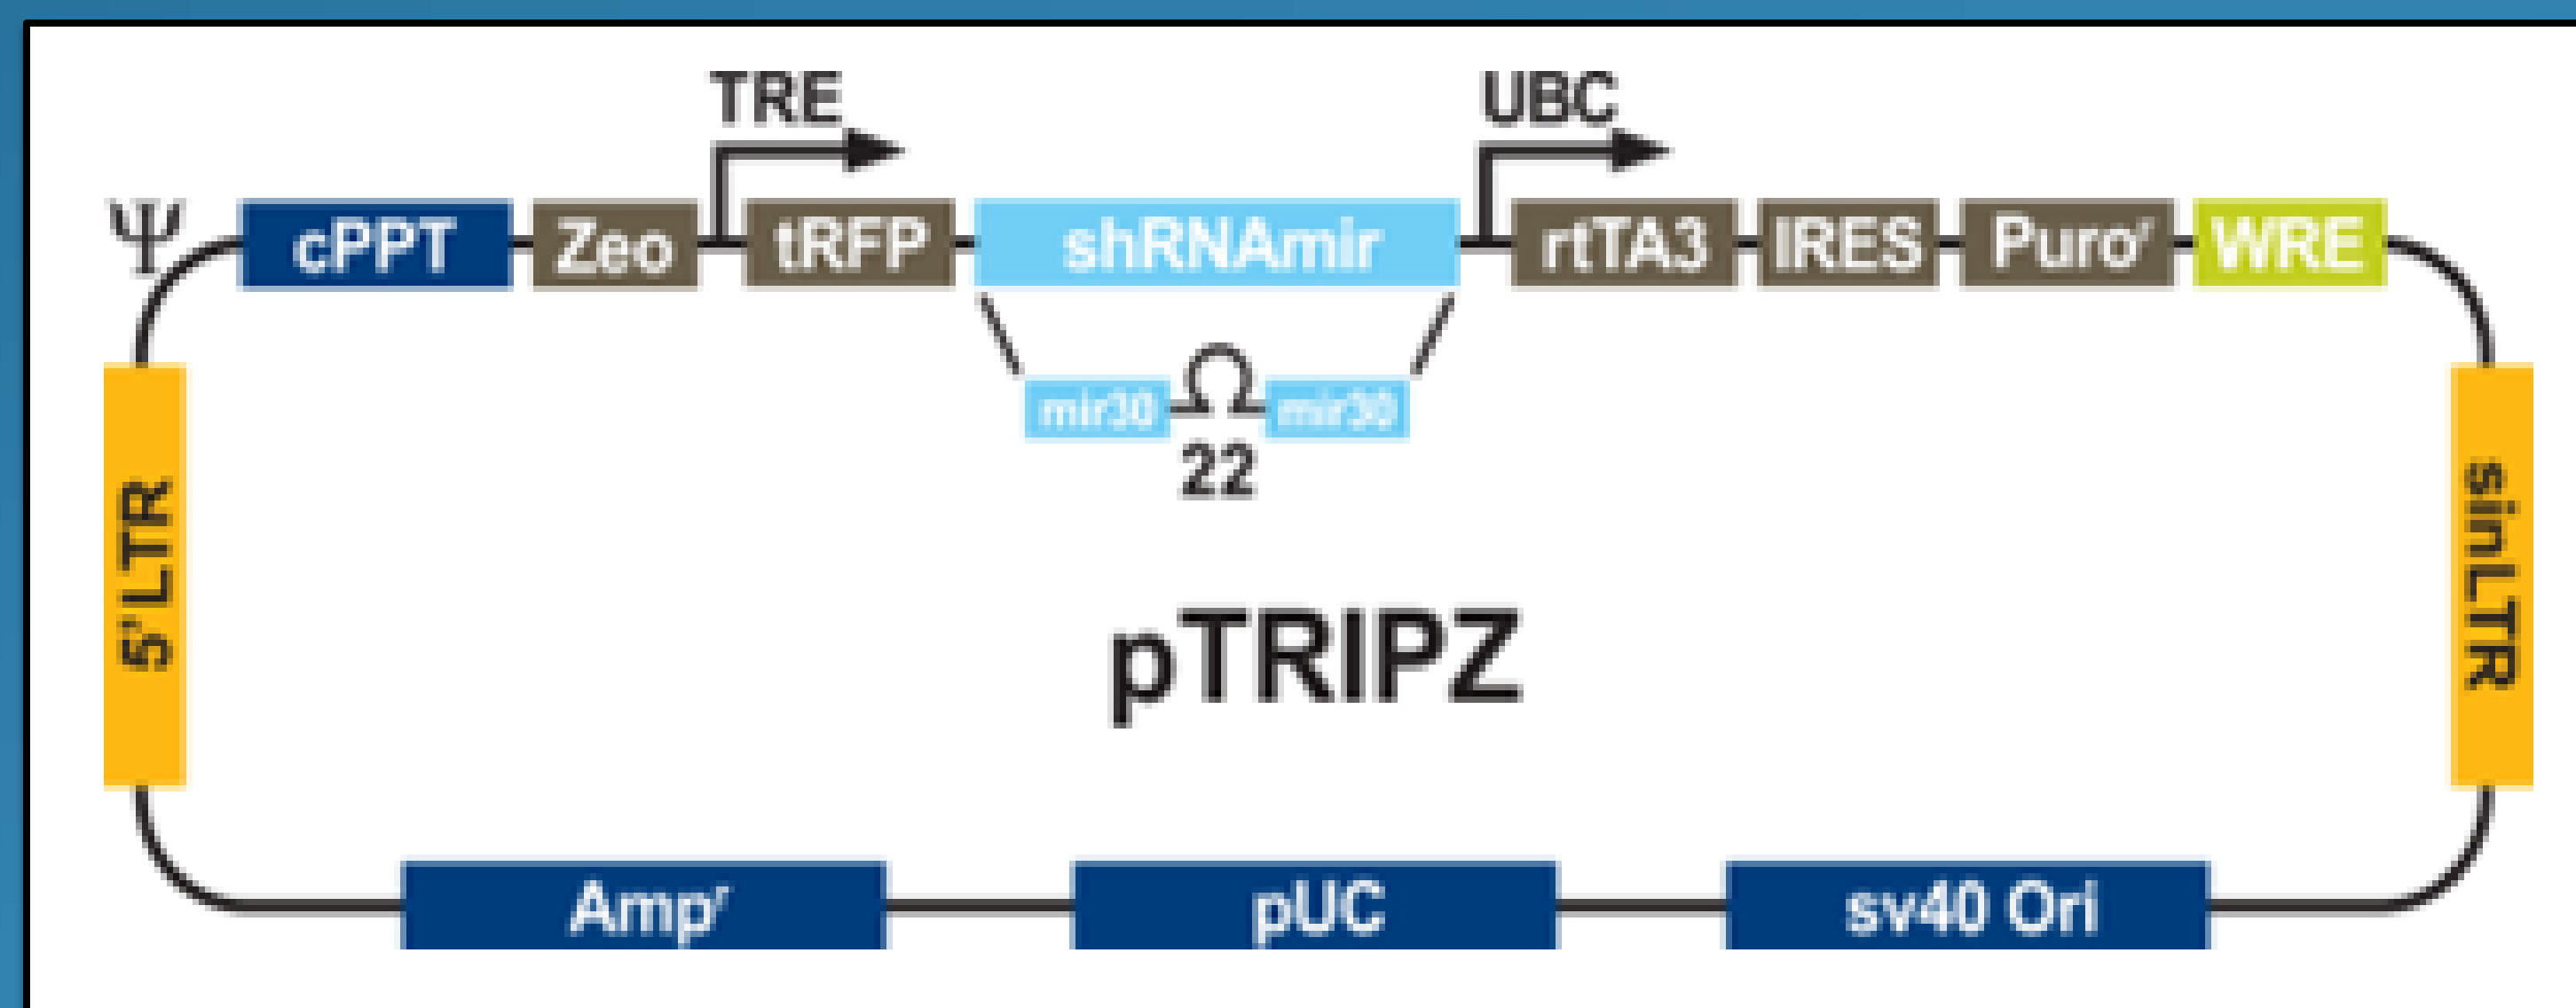 TRE UBC
Ψ cPPT Zeo tRFP shRNAmir rtTA3 IRES Puroʳ WRE
mir30 mir30
22
5'LTR
pTRIPZ
sinLTR
Ampʳ pUC sv40 Ori